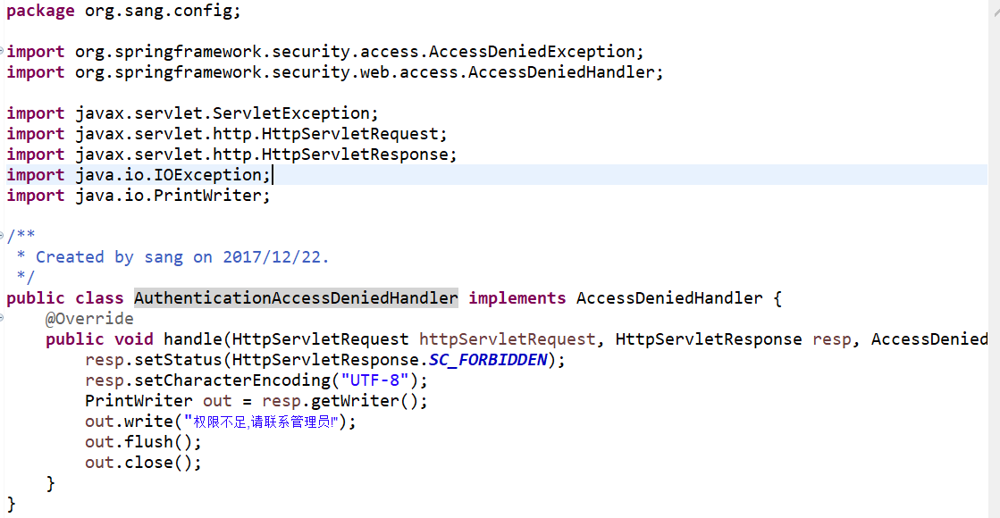 package org.sang.config;
import org.springframework.security.access.AccessDeniedException;
import org.springframework.security.web.access.AccessDeniedHandler;
import javax.servlet.ServletException;
import javax.servlet.http.HttpServletRequest;
import javax.servlet.http.HttpServletResponse;
import java.io.IOException;
import java.io.PrintWriter;
/**
 * Created by sang on 2017/12/22.
 */
public class AuthenticationAccessDeniedHandler implements AccessDeniedHandler {
    @Override
    public void handle(HttpServletRequest httpServletRequest, HttpServletResponse resp, AccessDenied
        resp.setStatus(HttpServletResponse.SC_FORBIDDEN);
        resp.setCharacterEncoding("UTF-8");
        PrintWriter out = resp.getWriter();
        out.write("权限不足,请联系管理员!");
        out.flush();
        out.close();
    }
}